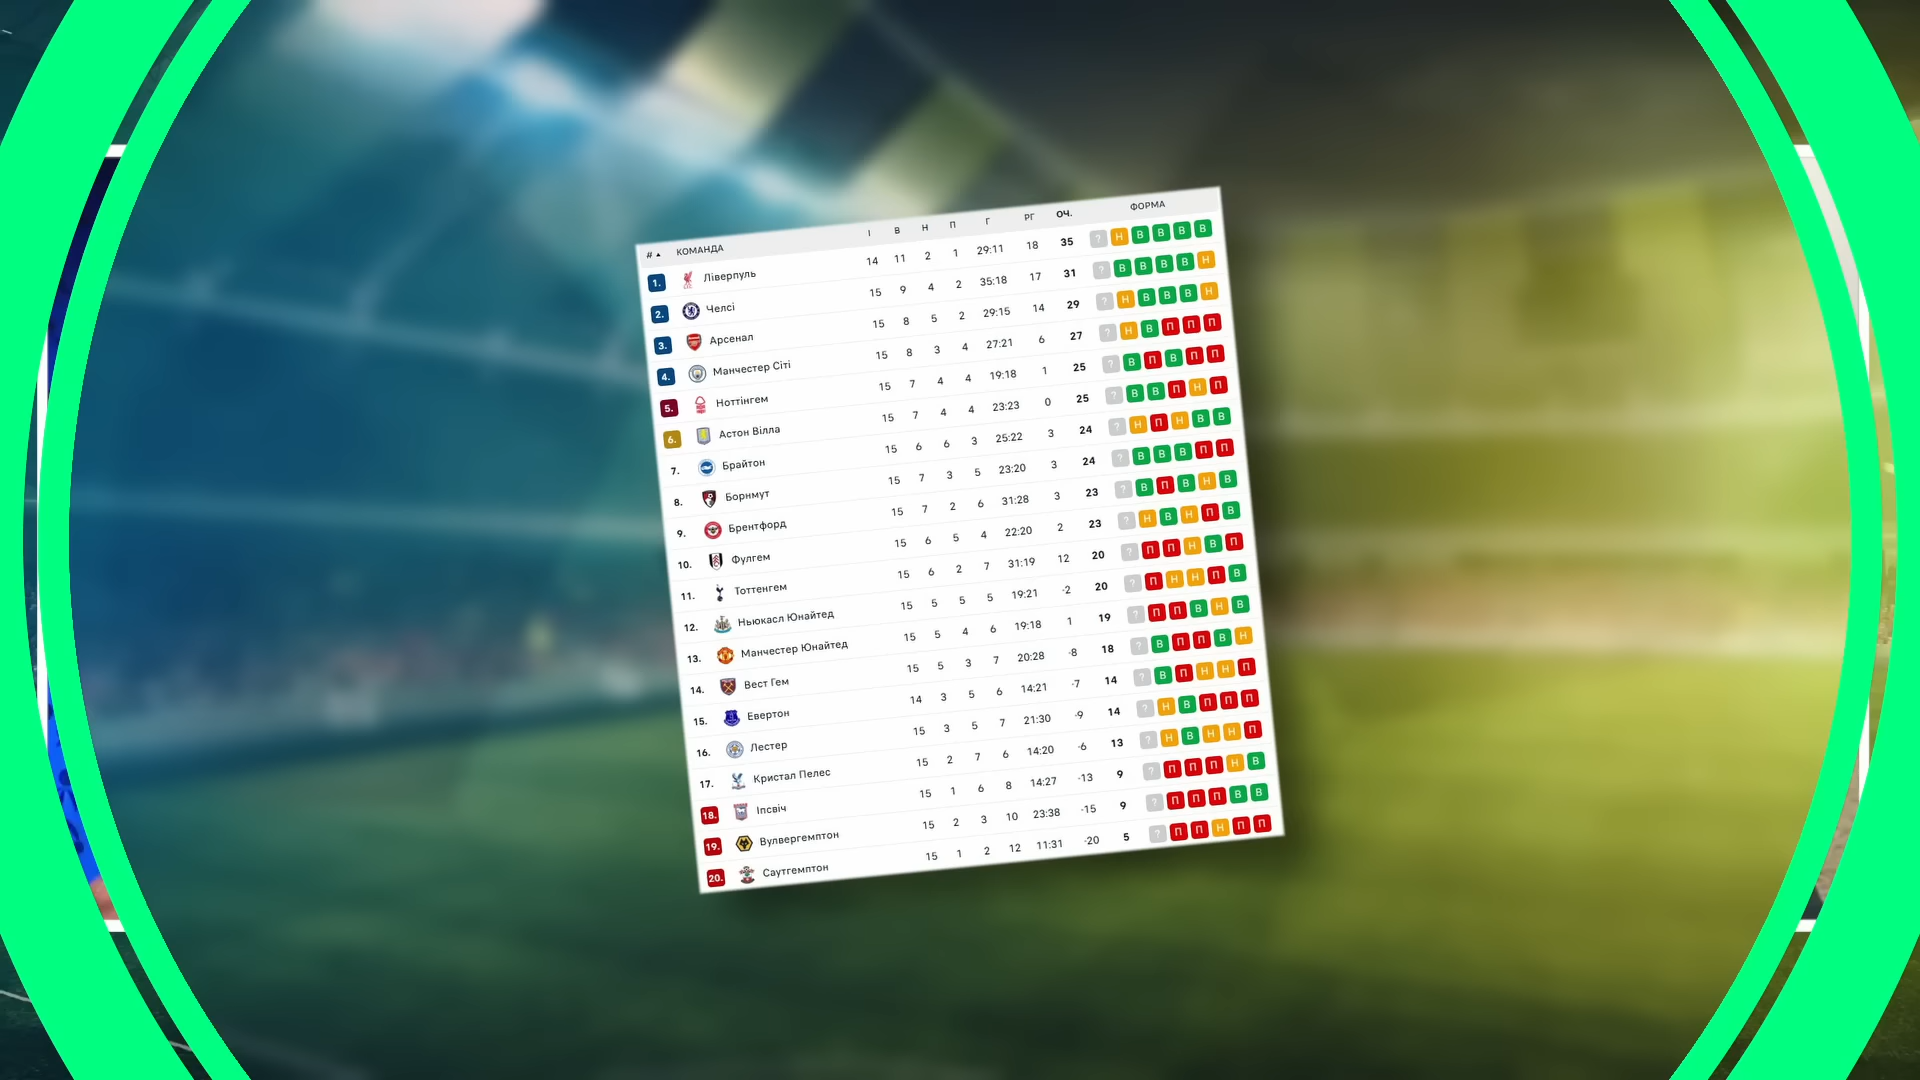 # КОМАНДА І В Н П Г РГ ОЧ. ФОРМА
1. Ліверпуль 14 11 2 1 29:11 18 35 ? Н В В В В
2. Челсі 15 9 4 2 35:18 17 31 ? В В В В Н
3. Арсенал 15 8 5 2 29:15 14 29 ? Н В В В Н
4. Манчестер Сіті 15 8 3 4 27:21 6 27 ? Н В П П П
5. Ноттінгем 15 7 4 4 19:18 1 25 ? В П В П П
6. Астон Вілла 15 7 4 4 23:23 0 25 ? В В П Н П
7. Брайтон 15 6 6 3 25:22 3 24 ? Н П Н В В
8. Борнмут 15 7 3 5 23:20 3 24 ? В В В П П
9. Брентфорд 15 7 2 6 31:28 3 23 ? В П В Н В
10. Фулгем 15 6 5 4 22:20 2 23 ? Н В Н П В
11. Тоттенгем 15 6 2 7 31:19 12 20 ? П П Н В П
12. Ньюкасл Юнайтед 15 5 5 5 19:21 -2 20 ? П Н Н П В
13. Манчестер Юнайтед 15 5 4 6 19:18 1 19 ? П П В Н В
14. Вест Гем 15 5 3 7 20:28 -8 18 ? В П П В Н
15. Евертон 14 3 5 6 14:21 -7 14 ? В П Н Н П
16. Лестер 15 3 5 7 21:30 -9 14 ? Н В П П П
17. Кристал Пелес 15 2 7 6 14:20 -6 13 ? Н В Н Н П
18. Іпсвіч 15 1 6 8 14:27 -13 9 ? П П П Н В
19. Вулвергемптон 15 2 3 10 23:38 -15 9 ? П П П В В
20. Саутгемптон 15 1 2 12 11:31 -20 5 ? П П Н П П